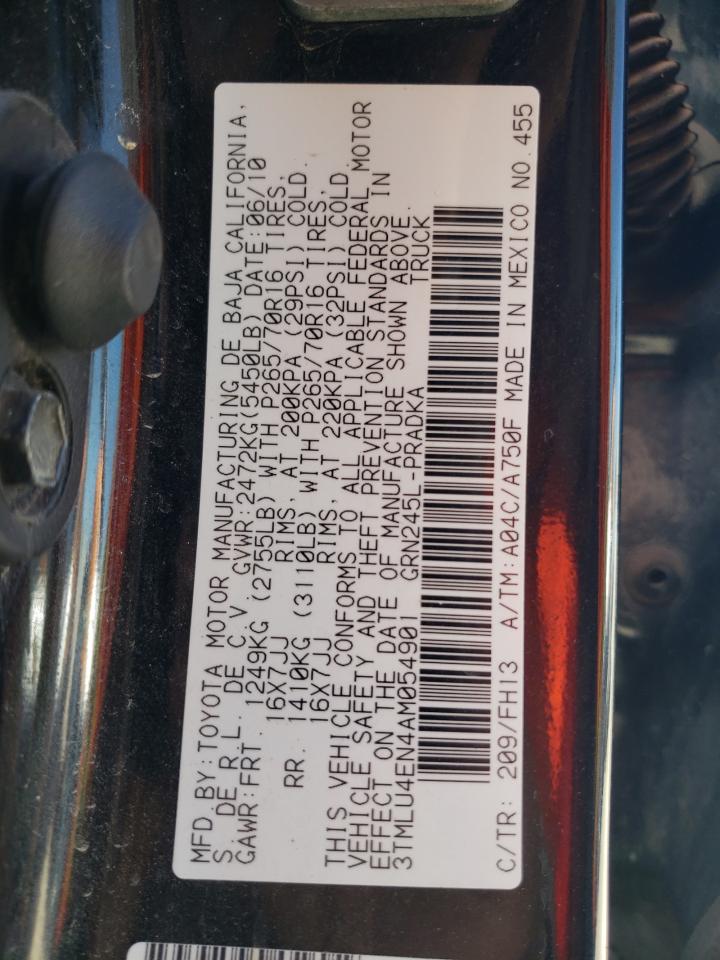 MFD.BY:TOYOTA MOTOR MANUFACTURING DE BAJA CALIFORNIA,
S. DE R.L. DE C.V. GVWR:2472KG(5450LB) DATE:06/10
GAWR:FRT. 1249KG (2755LB) WITH P265/70R16 TIRES,
16X7JJ RIMS, AT 200KPA (29PSI) COLD.
RR. 1410KG (3110LB) WITH P265/70R16 TIRES,
16X7JJ RIMS, AT 220KPA (32PSI) COLD.
THIS VEHICLE CONFORMS TO ALL APPLICABLE FEDERAL MOTOR
VEHICLE SAFETY AND THEFT PREVENTION STANDARDS IN
EFFECT ON THE DATE OF MANUFACTURE SHOWN ABOVE.
3TMLU4EN4AM054901 GRN245L-PRADKA TRUCK
C/TR: 209/FH13 A/TM:A04C/A750F MADE IN MEXICO NO.455